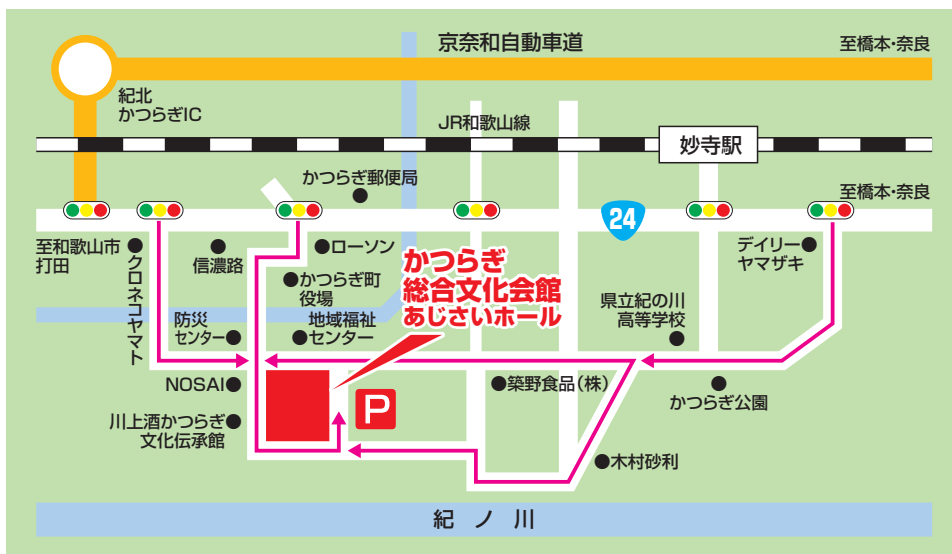 京奈和自動車道
至橋本・奈良
紀北
かつらぎIC
JR和歌山線
妙寺駅
かつらぎ郵便局
至橋本・奈良
24
至和歌山市
打田
クロネコヤマト
信濃路
ローソン
かつらぎ町
役場
かつらぎ
総合文化会館
あじさいホール
デイリー
ヤマザキ
県立紀の川
高等学校
防災
センター
地域福祉
センター
NOSAI
P
築野食品(株)
かつらぎ公園
川上酒かつらぎ
文化伝承館
木村砂利
紀ノ川